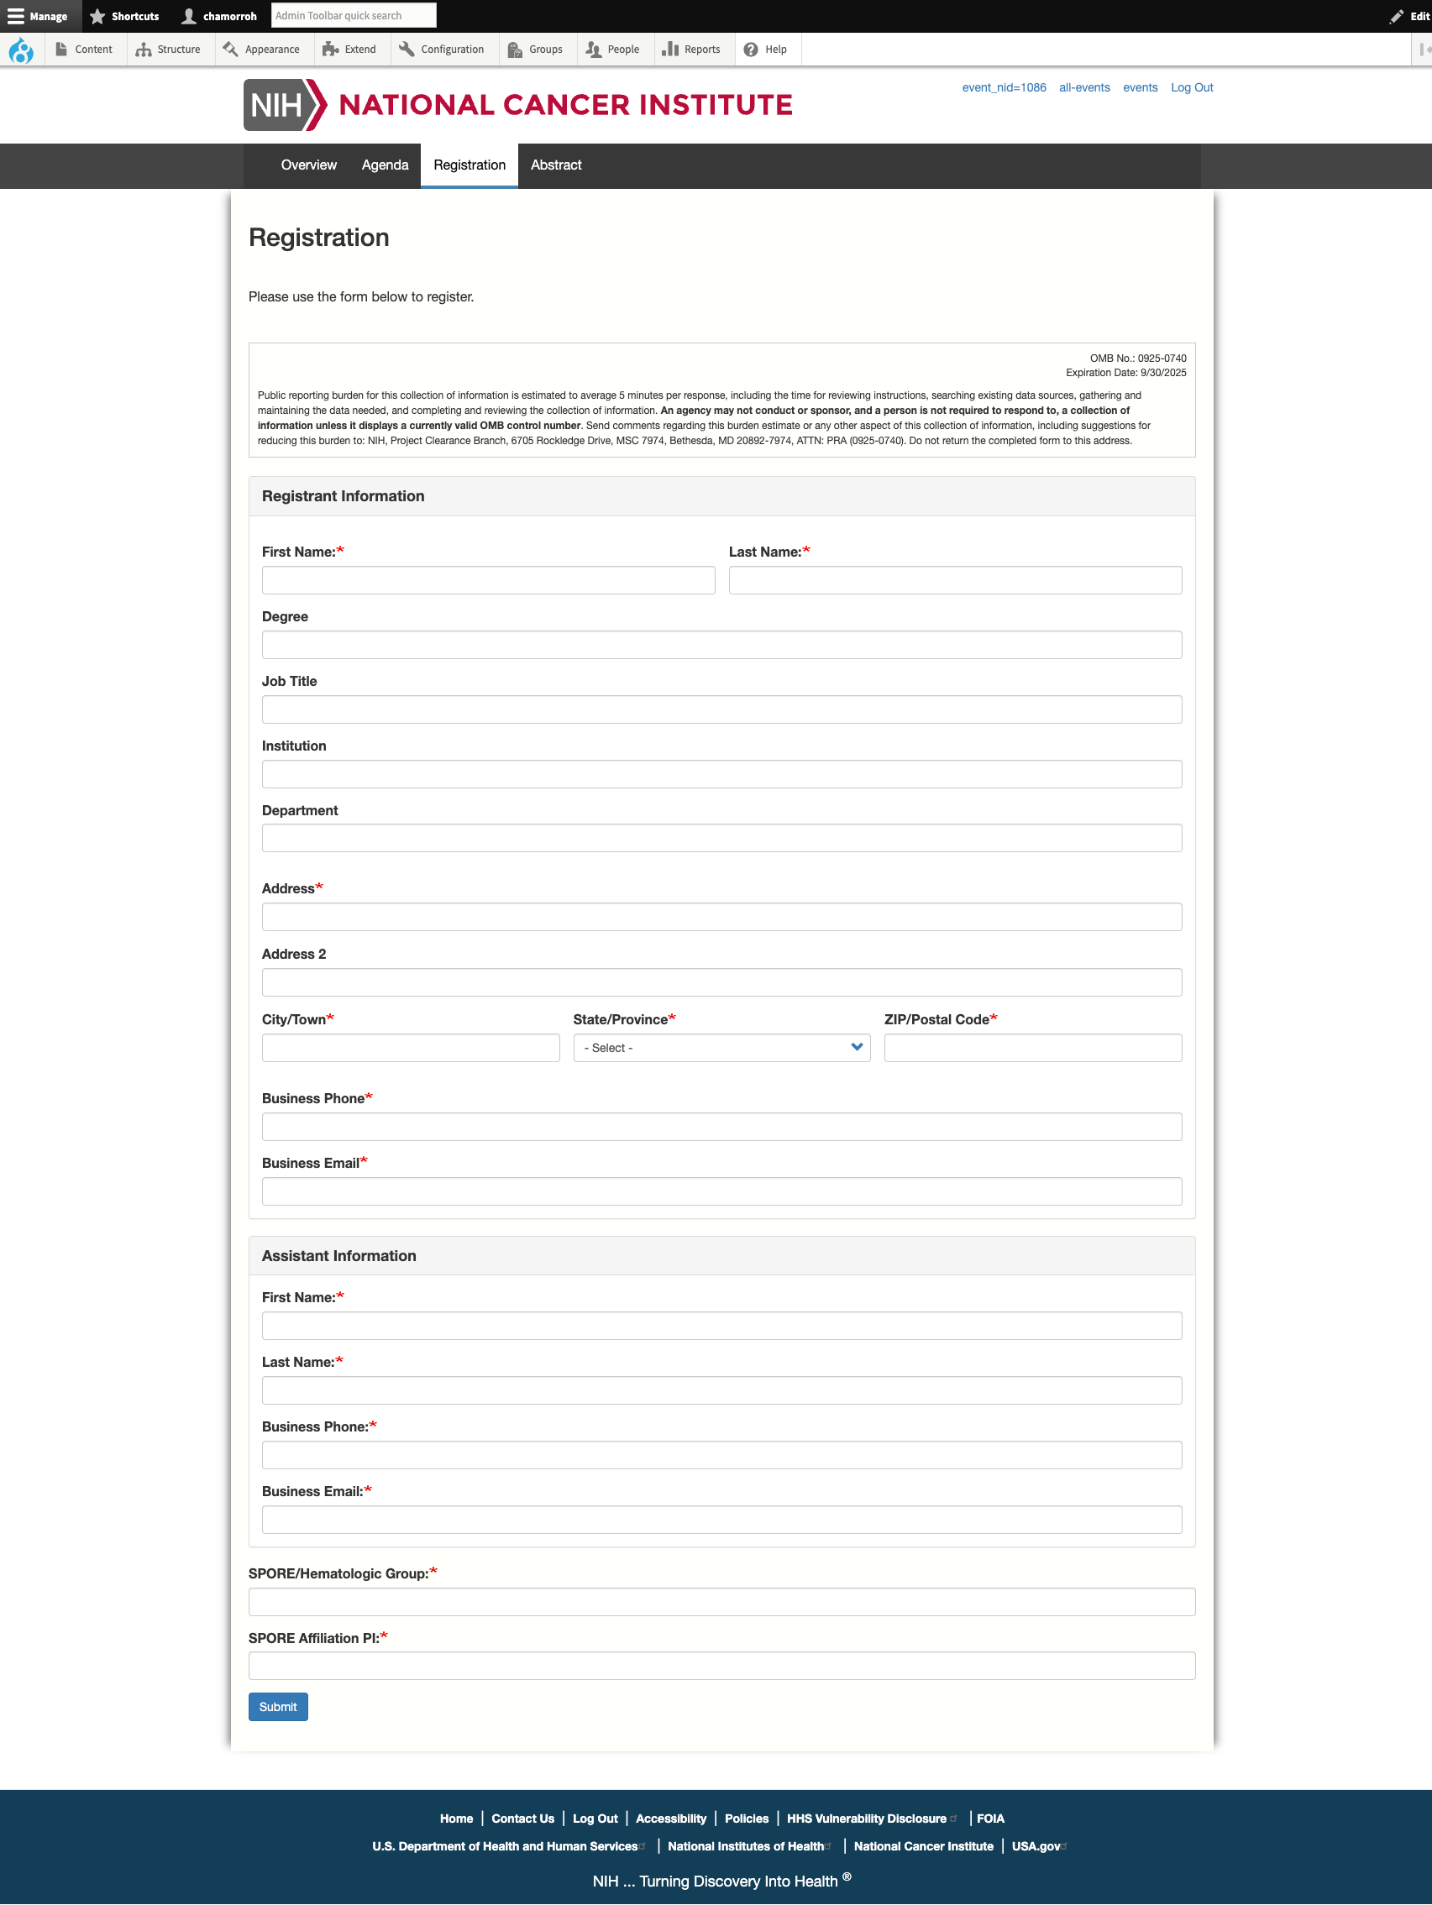 Manage Shortcuts chamorroh Admin Toolbar quick search Edit
Content Structure Appearance Extend Configuration Groups People Reports Help
event_nid=1086 all-events events Log Out
NIH NATIONAL CANCER INSTITUTE
Overview Agenda Registration Abstract
Registration
Please use the form below to register.
OMB No.: 0925-0740
Expiration Date: 9/30/2025
Public reporting burden for this collection of information is estimated to average 5 minutes per response, including the time for reviewing instructions, searching existing data sources, gathering and
maintaining the data needed, and completing and reviewing the collection of information. An agency may not conduct or sponsor, and a person is not required to respond to, a collection of
information unless it displays a currently valid OMB control number. Send comments regarding this burden estimate or any other aspect of this collection of information, including suggestions for
reducing this burden to: NIH, Project Clearance Branch, 6705 Rockledge Drive, MSC 7974, Bethesda, MD 20892-7974, ATTN: PRA (0925-0740). Do not return the completed form to this address.
Registrant Information
First Name:* Last Name:*
Degree
Job Title
Institution
Department
Address*
Address 2
City/Town* State/Province* ZIP/Postal Code*
- Select -
Business Phone*
Business Email*
Assistant Information
First Name:*
Last Name:*
Business Phone:*
Business Email:*
SPORE/Hematologic Group:*
SPORE Affiliation PI:*
Submit
Home | Contact Us | Log Out | Accessibility | Policies | HHS Vulnerability Disclosure | FOIA
U.S. Department of Health and Human Services | National Institutes of Health | National Cancer Institute | USA.gov
NIH ... Turning Discovery Into Health ®